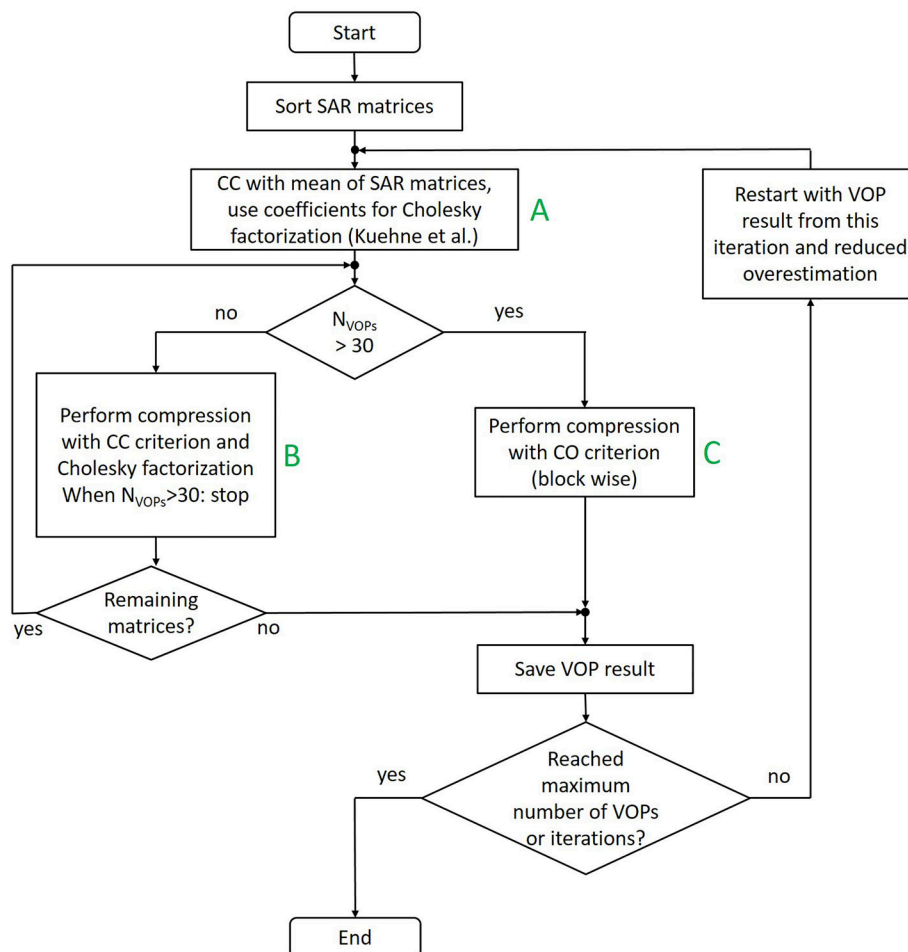 Start
Sort SAR matrices
CC with mean of SAR matrices,
use coefficients for Cholesky
factorization (Kuehne et al.)
A
Restart with VOP
result from this
iteration and reduced
overestimation
no
yes
N_VOPs
> 30
Perform compression
with CC criterion and
Cholesky factorization
When N_VOPs>30: stop
B
Perform compression
with CO criterion
(block wise)
C
Remaining
matrices?
yes
no
Save VOP result
Reached
maximum
number of VOPs
or iterations?
yes
no
End